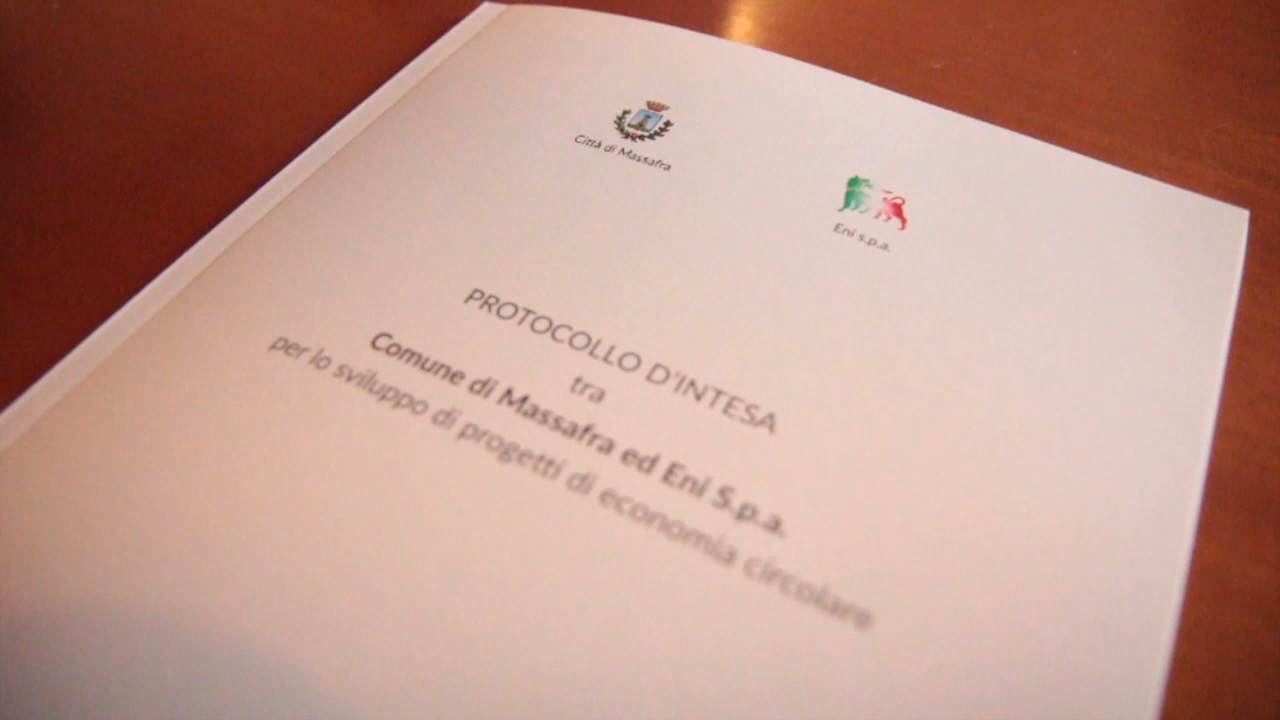 Città di Massafra
Eni s.p.a.
PROTOCOLLO D'INTESA
tra
Comune di Massafra ed Eni S.p.a.
per lo sviluppo di progetti di economia circolare